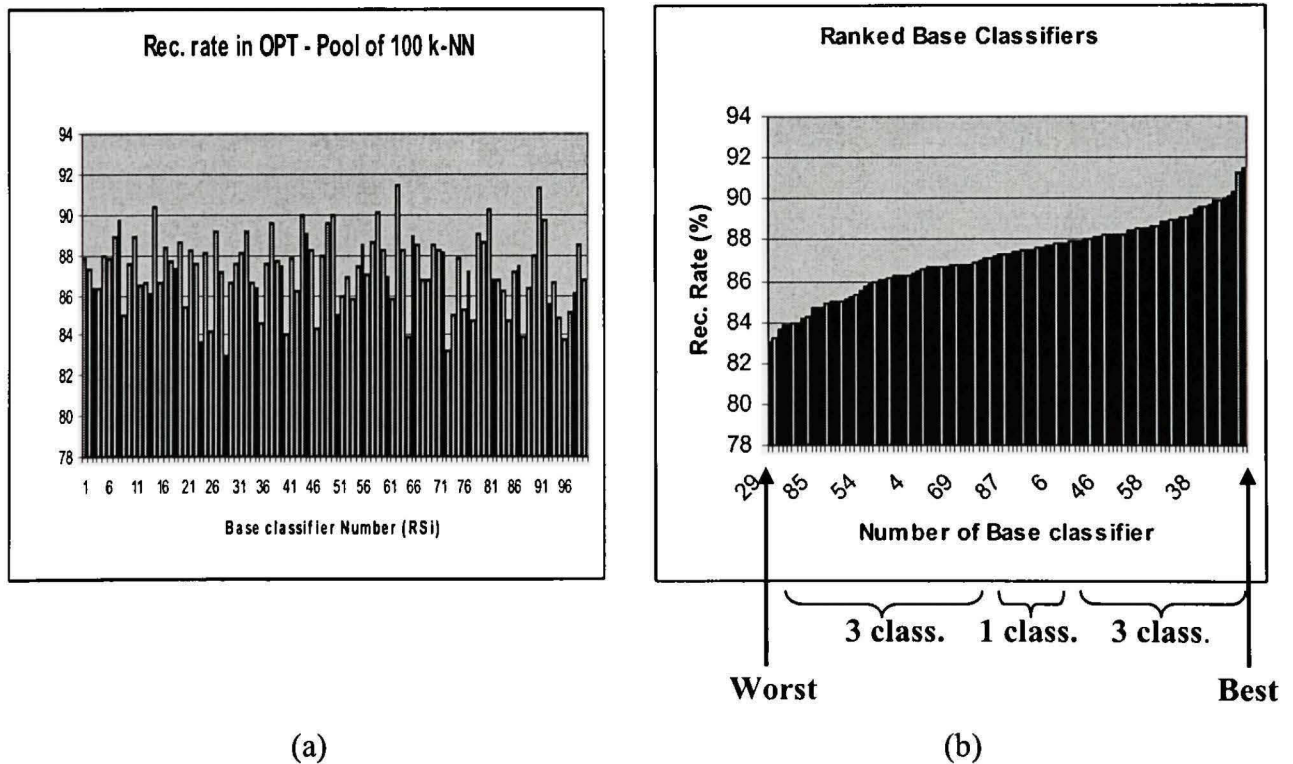 Rec. rate in OPT - Pool of 100 k-NN
94
92
90
88
86
84
82
80
78
1 6 11 16 21 26 31 36 41 46 51 56 61 66 71 76 81 86 91 96
Base classifier Number (RSi)
(a)
Ranked Base Classifiers
Rec. Rate (%)
94
92
90
88
86
84
82
80
78
29 85 54 4 69 87 6 46 58 38
Number of Base classifier
3 class. 1 class. 3 class.
Worst Best
(b)